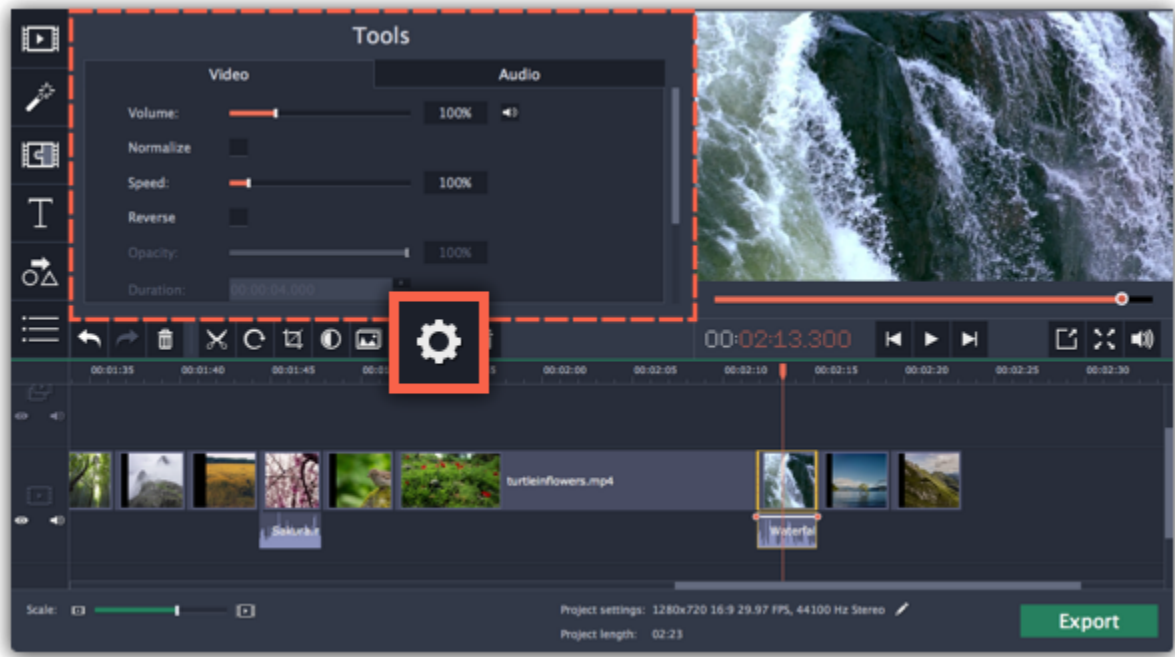 Tools
Video Audio
Volume: 100%
Normalize
Speed: 100%
Reverse
Opacity: 100%
Duration: 00:00:04.000
T
00:02:13.300
00:01:35 00:01:40 00:01:45 00:02:00 00:02:05 00:02:10 00:02:15 00:02:20 00:02:25 00:02:30
turtleinflowers.mp4
Sakura.
Waterfal
Scale:
Project settings: 1280x720 16:9 29.97 FPS, 44100 Hz Stereo
Project length: 02:23
Export